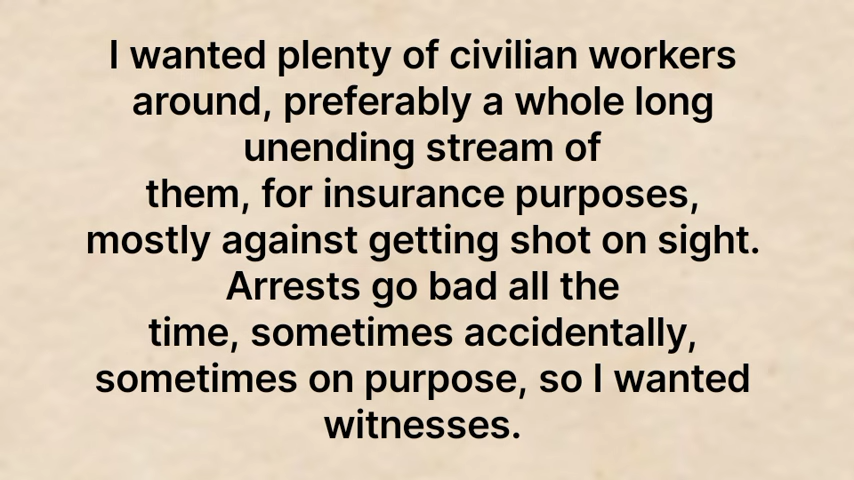 I wanted plenty of civilian workers
around, preferably a whole long
unending stream of
them, for insurance purposes,
mostly against getting shot on sight.
Arrests go bad all the
time, sometimes accidentally,
sometimes on purpose, so I wanted
witnesses.